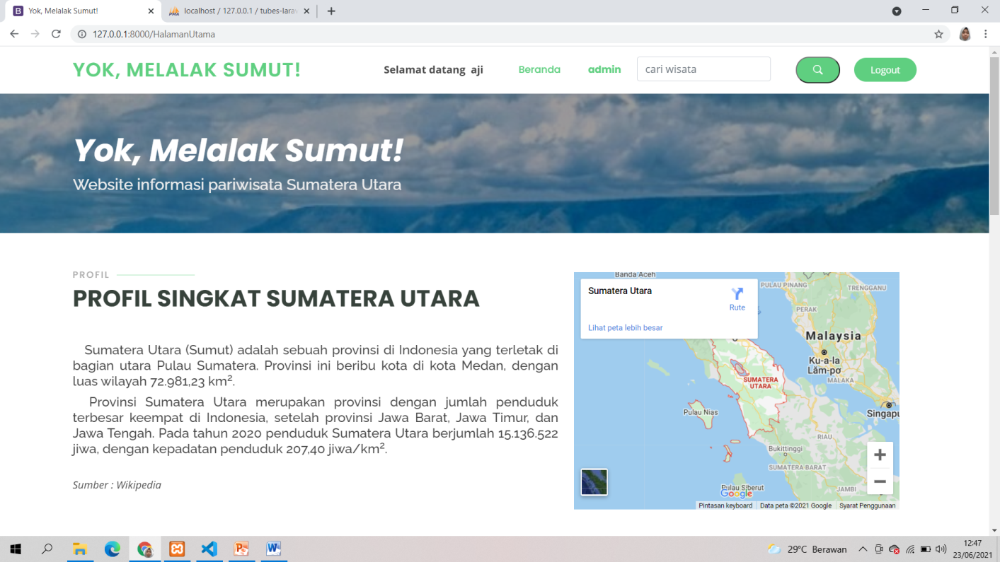 Yok, Melalak Sumut!
localhost / 127.0.0.1 / tubes-larav
127.0.0.1:8000/HalamanUtama
YOK, MELALAK SUMUT!
Selamat datang aji
Beranda
admin
cari wisata
Logout
Yok, Melalak Sumut!
Website informasi pariwisata Sumatera Utara
PROFIL
PROFIL SINGKAT SUMATERA UTARA
Sumatera Utara (Sumut) adalah sebuah provinsi di Indonesia yang terletak di
bagian utara Pulau Sumatera. Provinsi ini beribu kota di kota Medan, dengan
luas wilayah 72.981,23 km².
Provinsi Sumatera Utara merupakan provinsi dengan jumlah penduduk
terbesar keempat di Indonesia, setelah provinsi Jawa Barat, Jawa Timur, dan
Jawa Tengah. Pada tahun 2020 penduduk Sumatera Utara berjumlah 15.136.522
jiwa, dengan kepadatan penduduk 207,40 jiwa/km².
Sumber : Wikipedia
Banda Aceh
Sumatera Utara
Rute
Lihat peta lebih besar
PULAU PINANG
TRENGGANU
PERAK
Malaysia
Ku-a-la
Lăm-pơ
MALAKA
SUMATERA
UTARA
Pulau Nias
Singapu
RIAU
Bukittinggi
SUMATERA BARAT
Pulau Siberut
JAMBI
Google
Pintasan keyboard
Data peta ©2021 Google
Syarat Penggunaan
29°C Berawan
12:47
23/06/2021